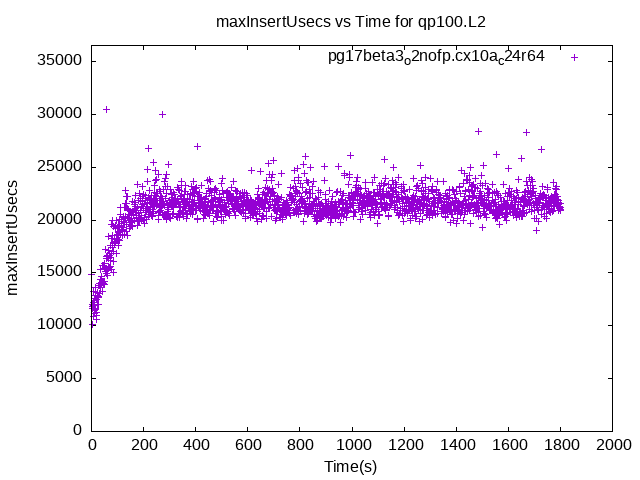 maxInsertUsecs vs Time for qp100.L2
pg17beta3_o2nofp.cx10a_c24r64
35000
30000
25000
20000
15000
10000
5000
0
maxInsertUsecs
0 200 400 600 800 1000 1200 1400 1600 1800 2000
Time(s)